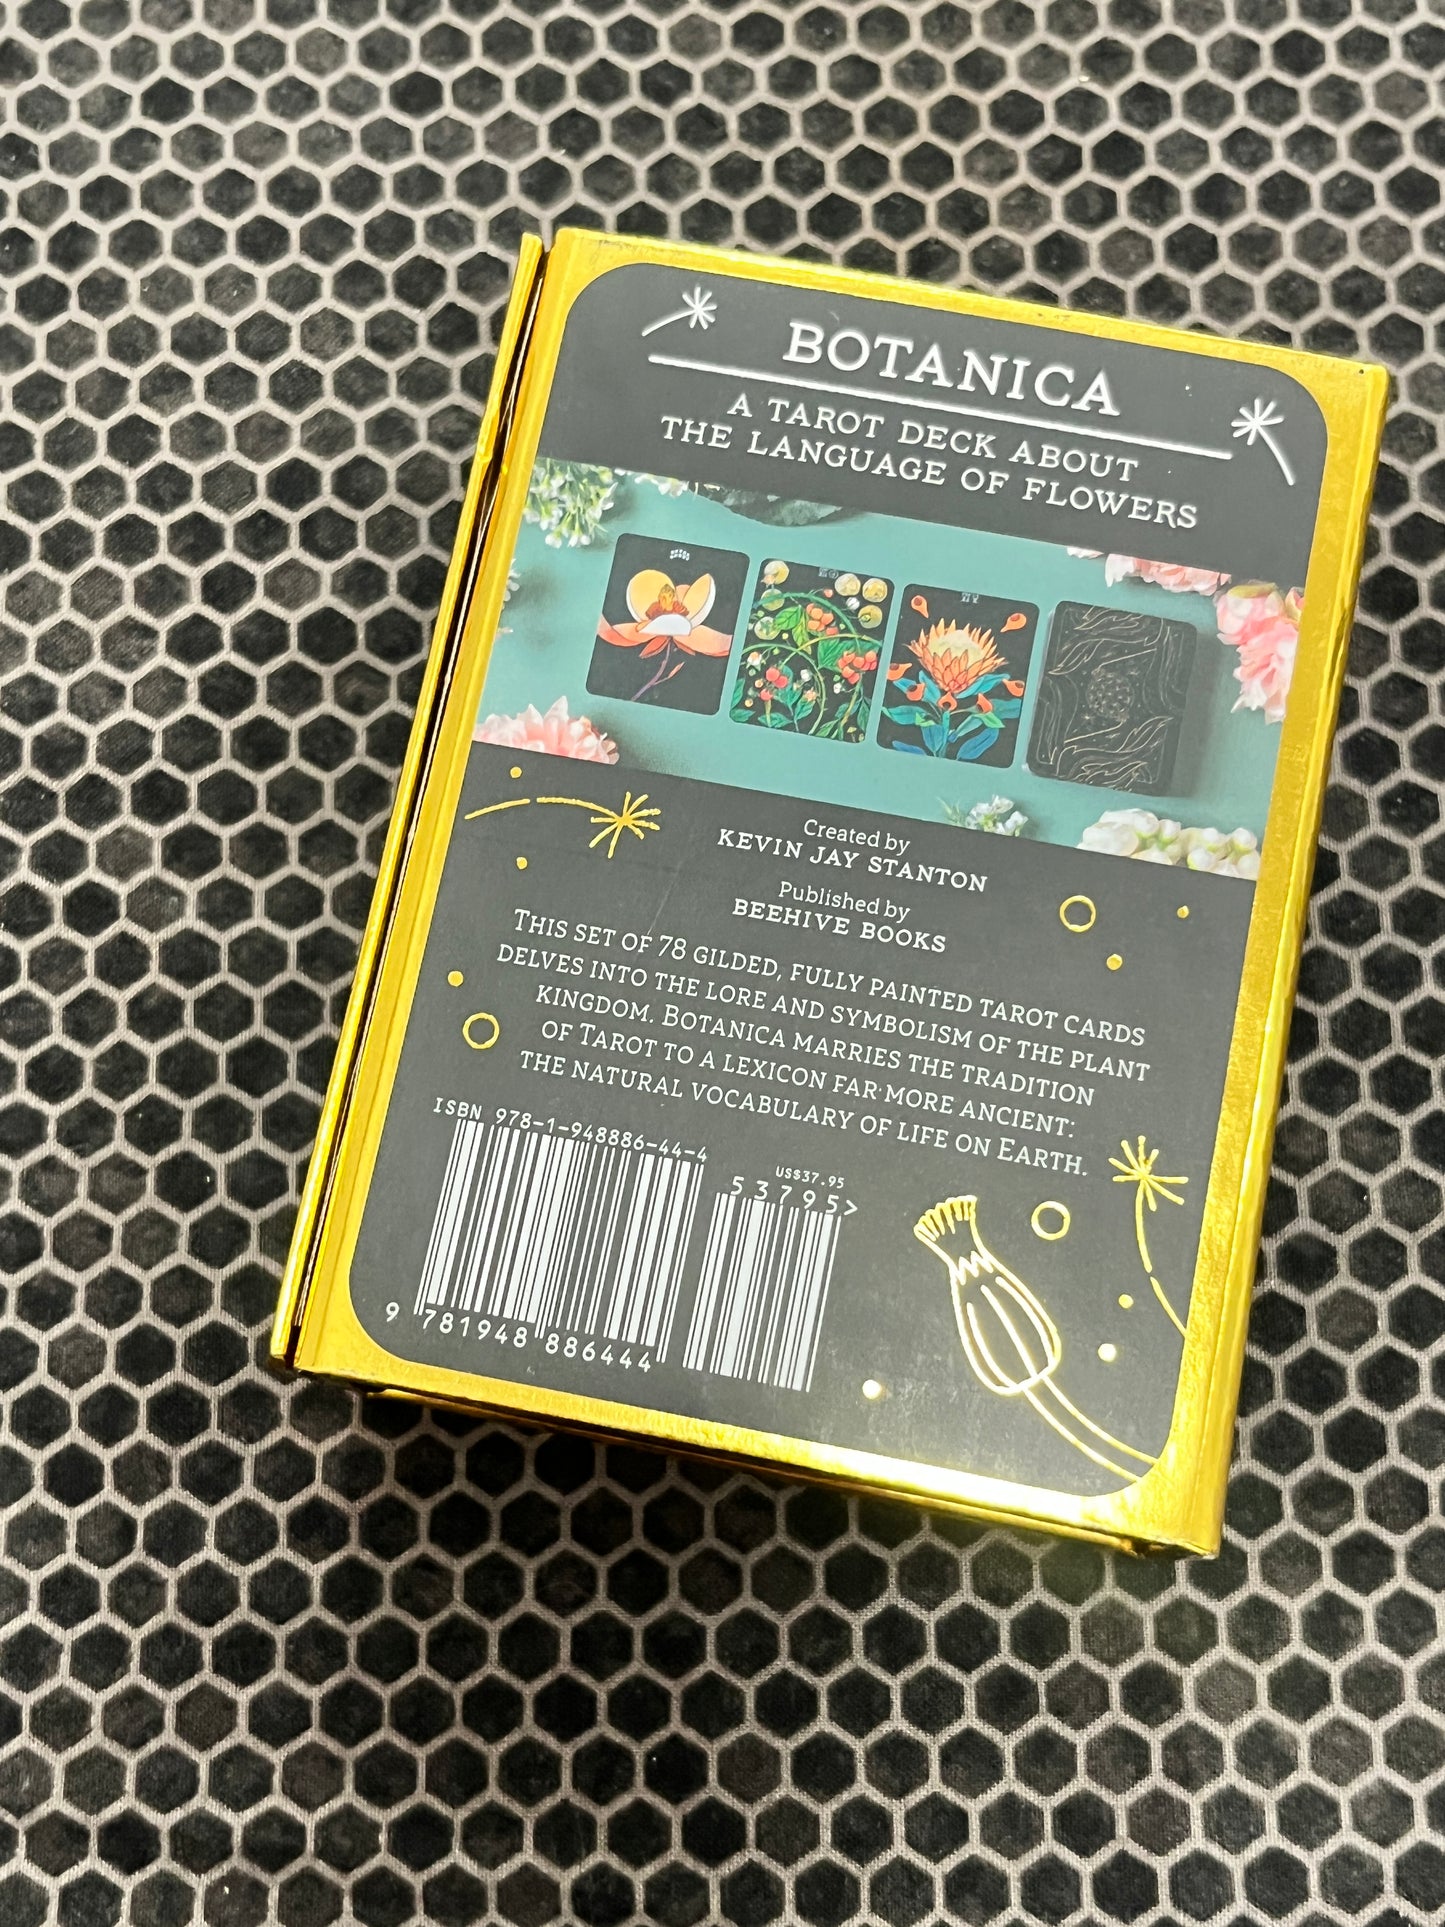 BOTANICA
A TAROT DECK ABOUT
THE LANGUAGE OF FLOWERS
Created by
KEVIN JAY STANTON
Published by
BEEHIVE BOOKS
THIS SET OF 78 GILDED, FULLY PAINTED TAROT CARDS
DELVES INTO THE LORE AND SYMBOLISM OF THE PLANT
KINGDOM. BOTANICA MARRIES THE TRADITION
OF TAROT TO A LEXICON FAR MORE ANCIENT:
THE NATURAL VOCABULARY OF LIFE ON EARTH.
ISBN 978-1-948886-44-4
US$37.95
53795>
9 781948 886444